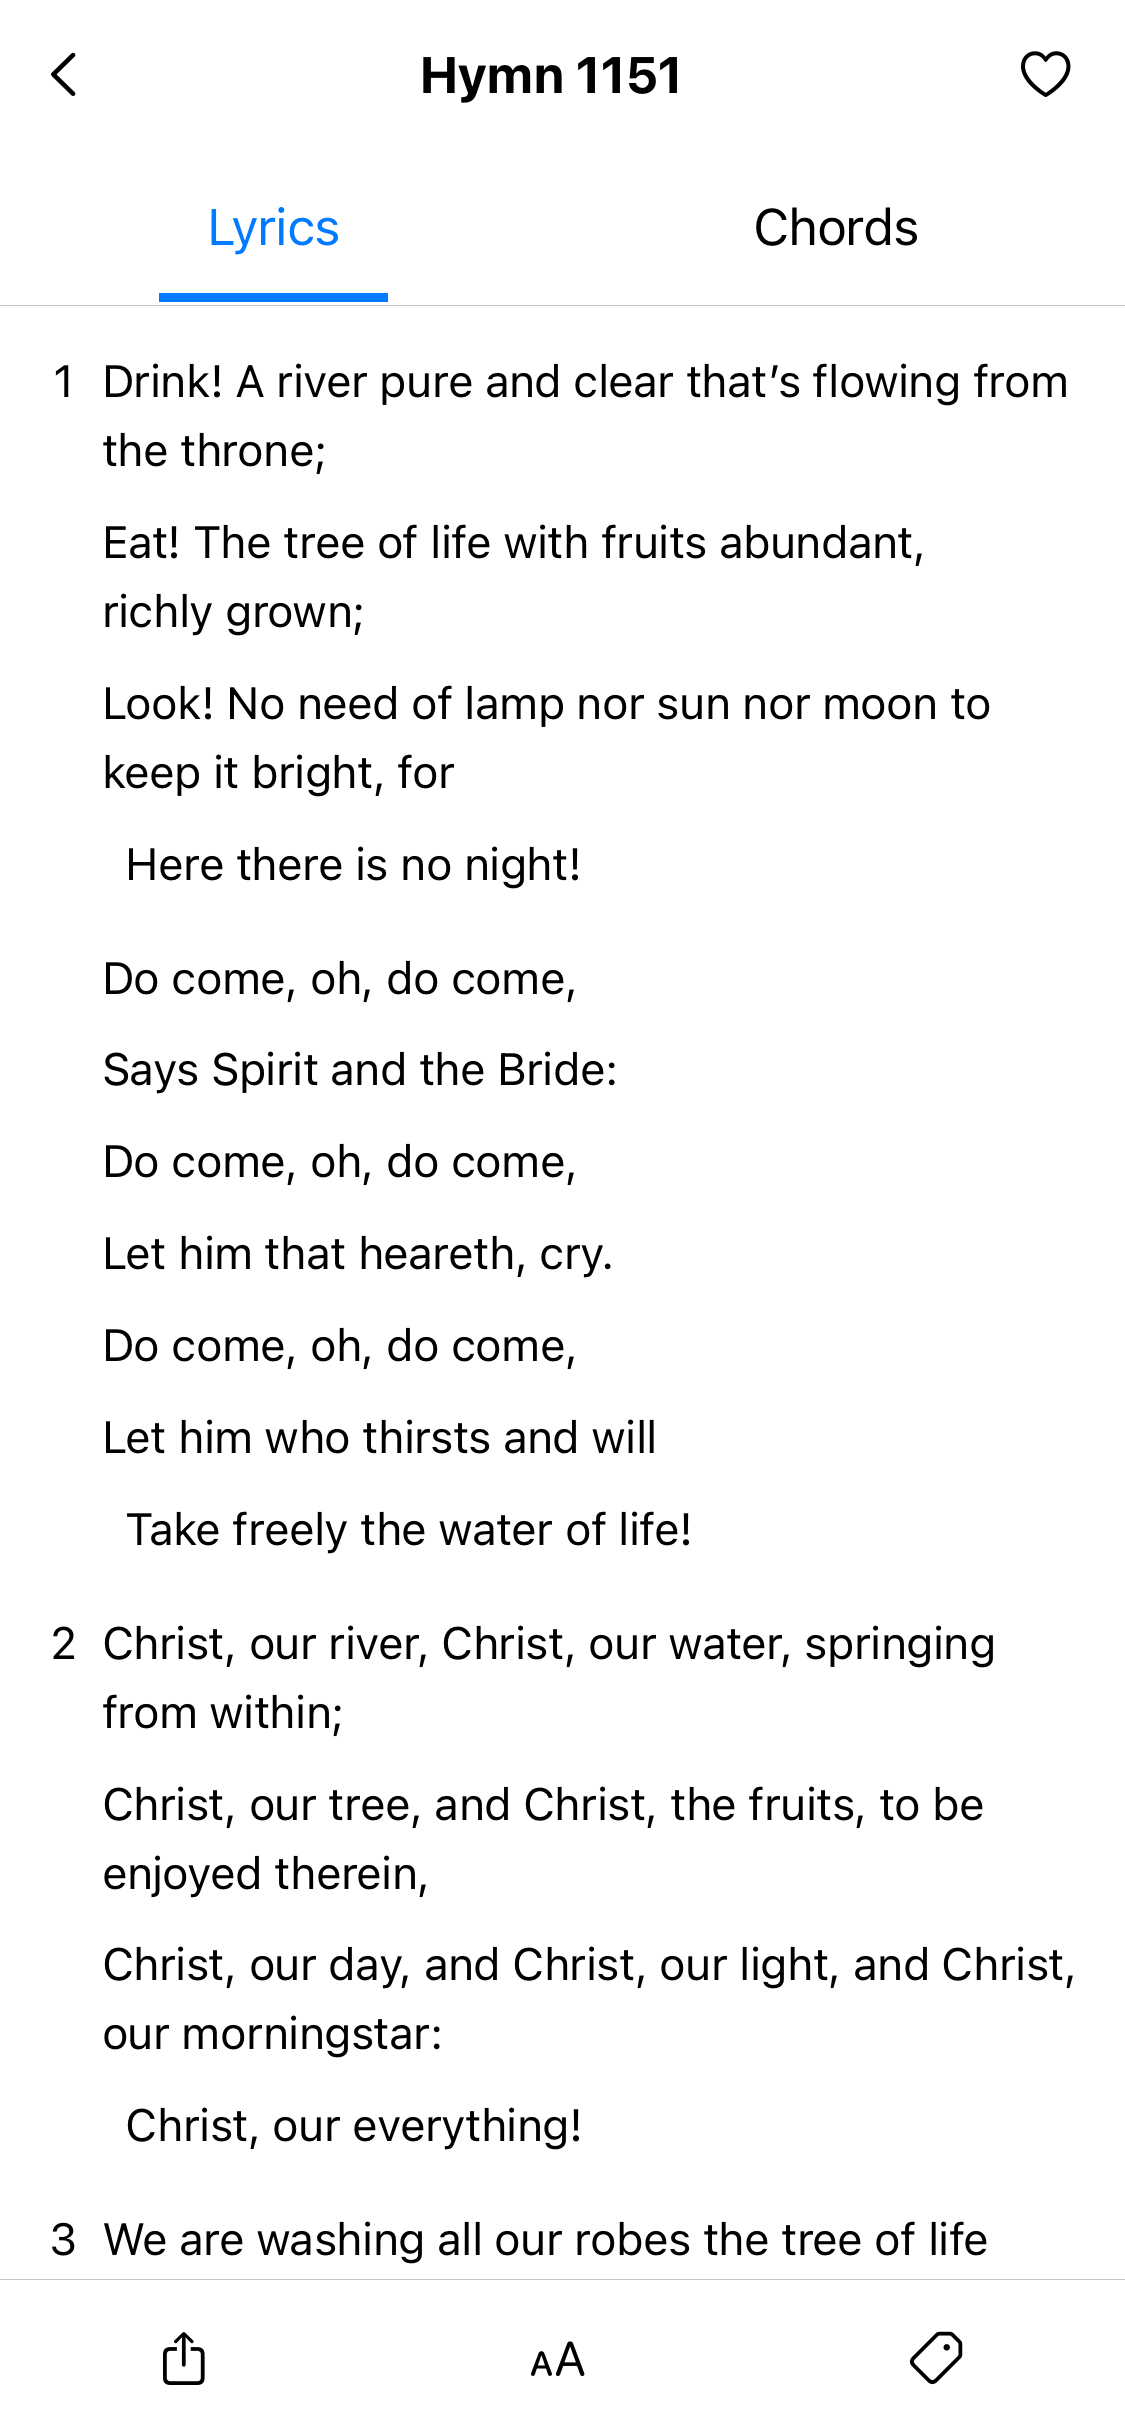 Hymn 1151
Lyrics
Chords
1 Drink! A river pure and clear that's flowing from
the throne;
Eat! The tree of life with fruits abundant,
richly grown;
Look! No need of lamp nor sun nor moon to
keep it bright, for
Here there is no night!
Do come, oh, do come,
Says Spirit and the Bride:
Do come, oh, do come,
Let him that heareth, cry.
Do come, oh, do come,
Let him who thirsts and will
Take freely the water of life!
2 Christ, our river, Christ, our water, springing
from within;
Christ, our tree, and Christ, the fruits, to be
enjoyed therein,
Christ, our day, and Christ, our light, and Christ,
our morningstar:
Christ, our everything!
3 We are washing all our robes the tree of life
AA